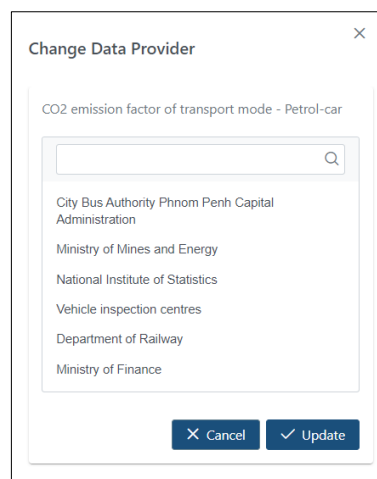 Change Data Provider
CO2 emission factor of transport mode - Petrol-car
City Bus Authority Phnom Penh Capital
Administration
Ministry of Mines and Energy
National Institute of Statistics
Vehicle inspection centres
Department of Railway
Ministry of Finance
Cancel Update